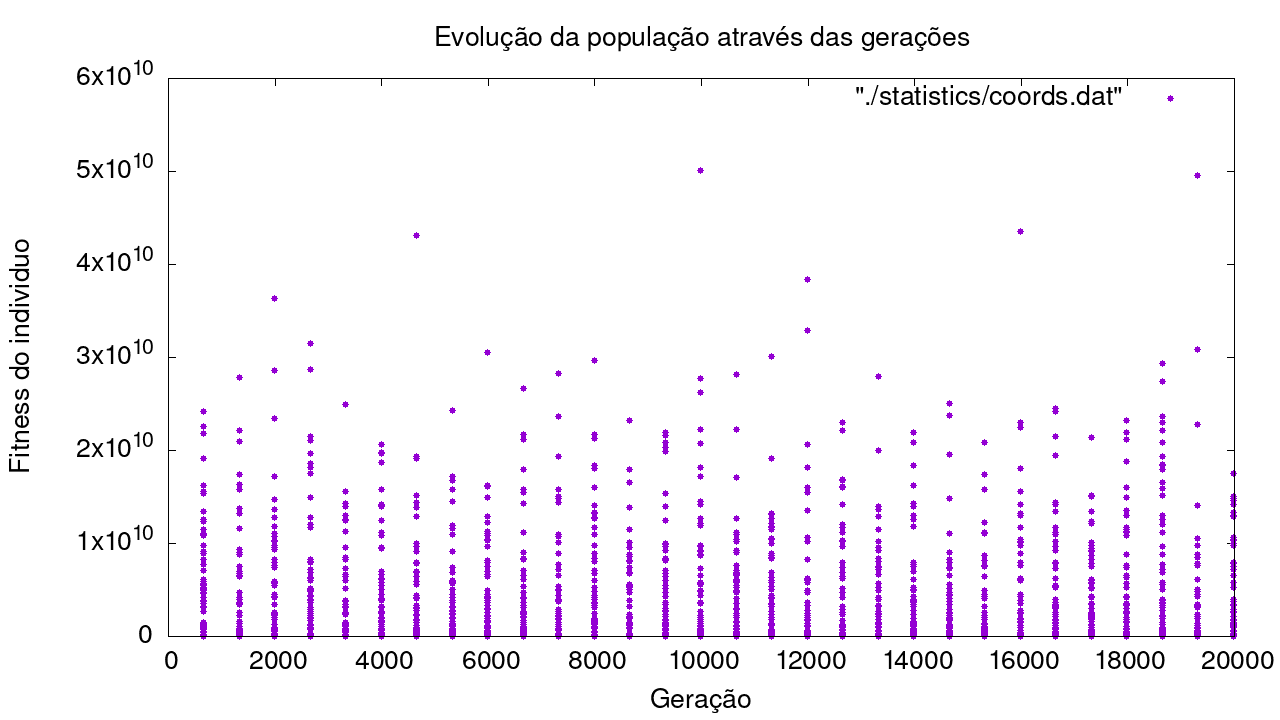 Evolução da população através das gerações
6x10^10
"./statistics/coords.dat"
5x10^10
4x10^10
3x10^10
2x10^10
1x10^10
0
Fitness do individuo
0 2000 4000 6000 8000 10000 12000 14000 16000 18000 20000
Geração